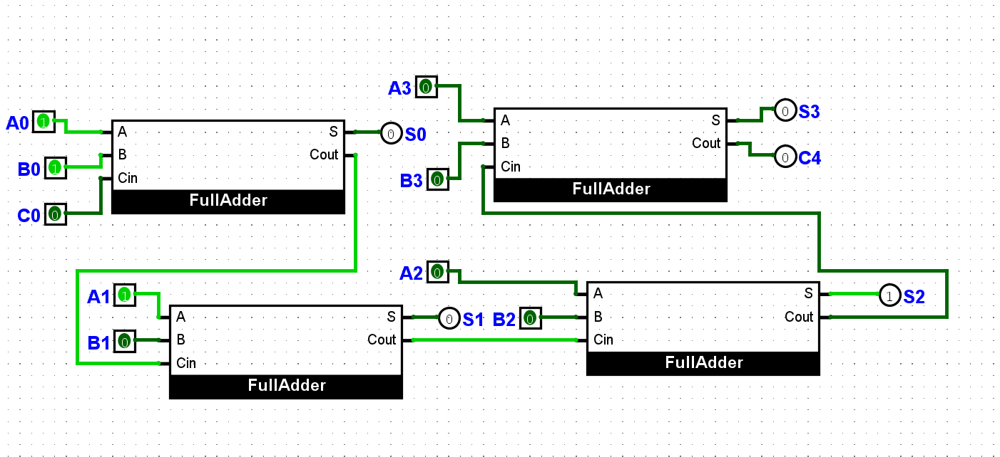 A3 0
A0 1
A S
B Cout
Cin
FullAdder
0 S0
B0 1
C0 0
A S
B Cout
Cin
FullAdder
B3 0
0 S3
0 C4
A2 0
A1 1
B1 0
A S
B Cout
Cin
FullAdder
0 S1
B2 0
A S
B Cout
Cin
FullAdder
1 S2